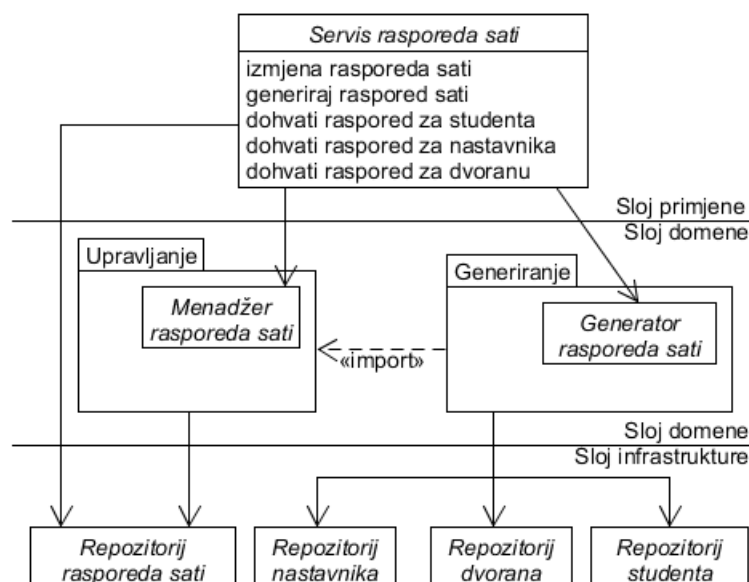 Servis rasporeda sati
izmjena rasporeda sati
generiraj raspored sati
dohvati raspored za studenta
dohvati raspored za nastavnika
dohvati raspored za dvoranu
Sloj primjene
Sloj domene
Upravljanje
Menadžer
rasporeda sati
Generiranje
Generator
rasporeda sati
«import»
Sloj domene
Sloj infrastrukture
Repozitorij
rasporeda sati
Repozitorij
nastavnika
Repozitorij
dvorana
Repozitorij
studenta